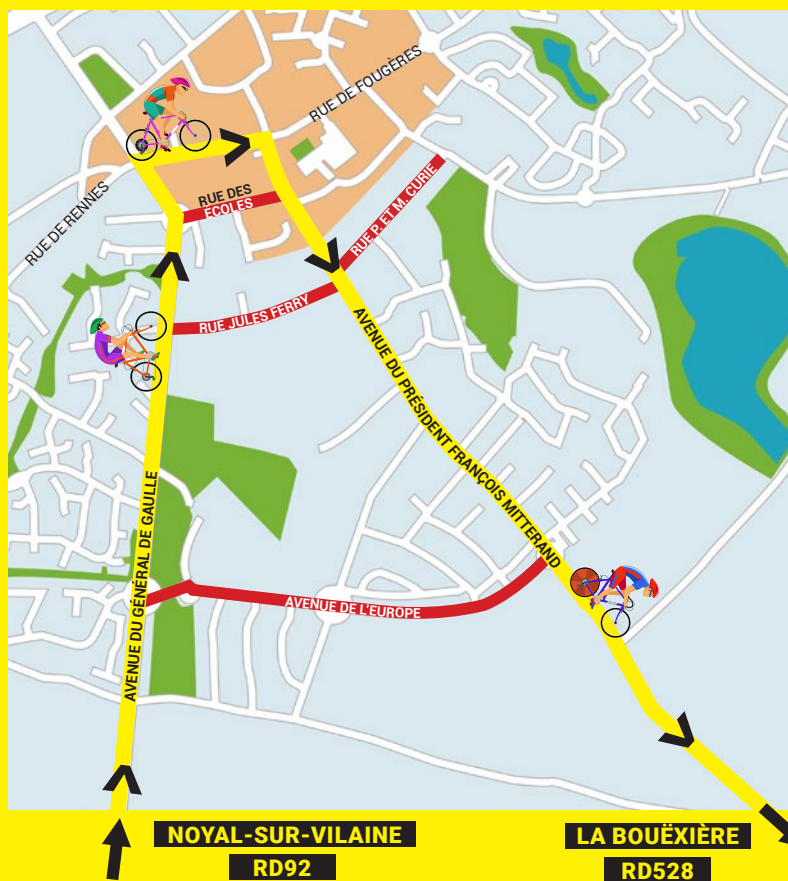 RUE DE FOUGÈRES
RUE DE RENNES
RUE DES
ÉCOLES
RUE P. ET M. CURIE
RUE JULES FERRY
AVENUE DU PRÉSIDENT FRANÇOIS MITTERAND
AVENUE DU GÉNÉRAL DE GAULLE
AVENUE DE L'EUROPE
NOYAL-SUR-VILAINE
RD92
LA BOUËXIÈRE
RD528